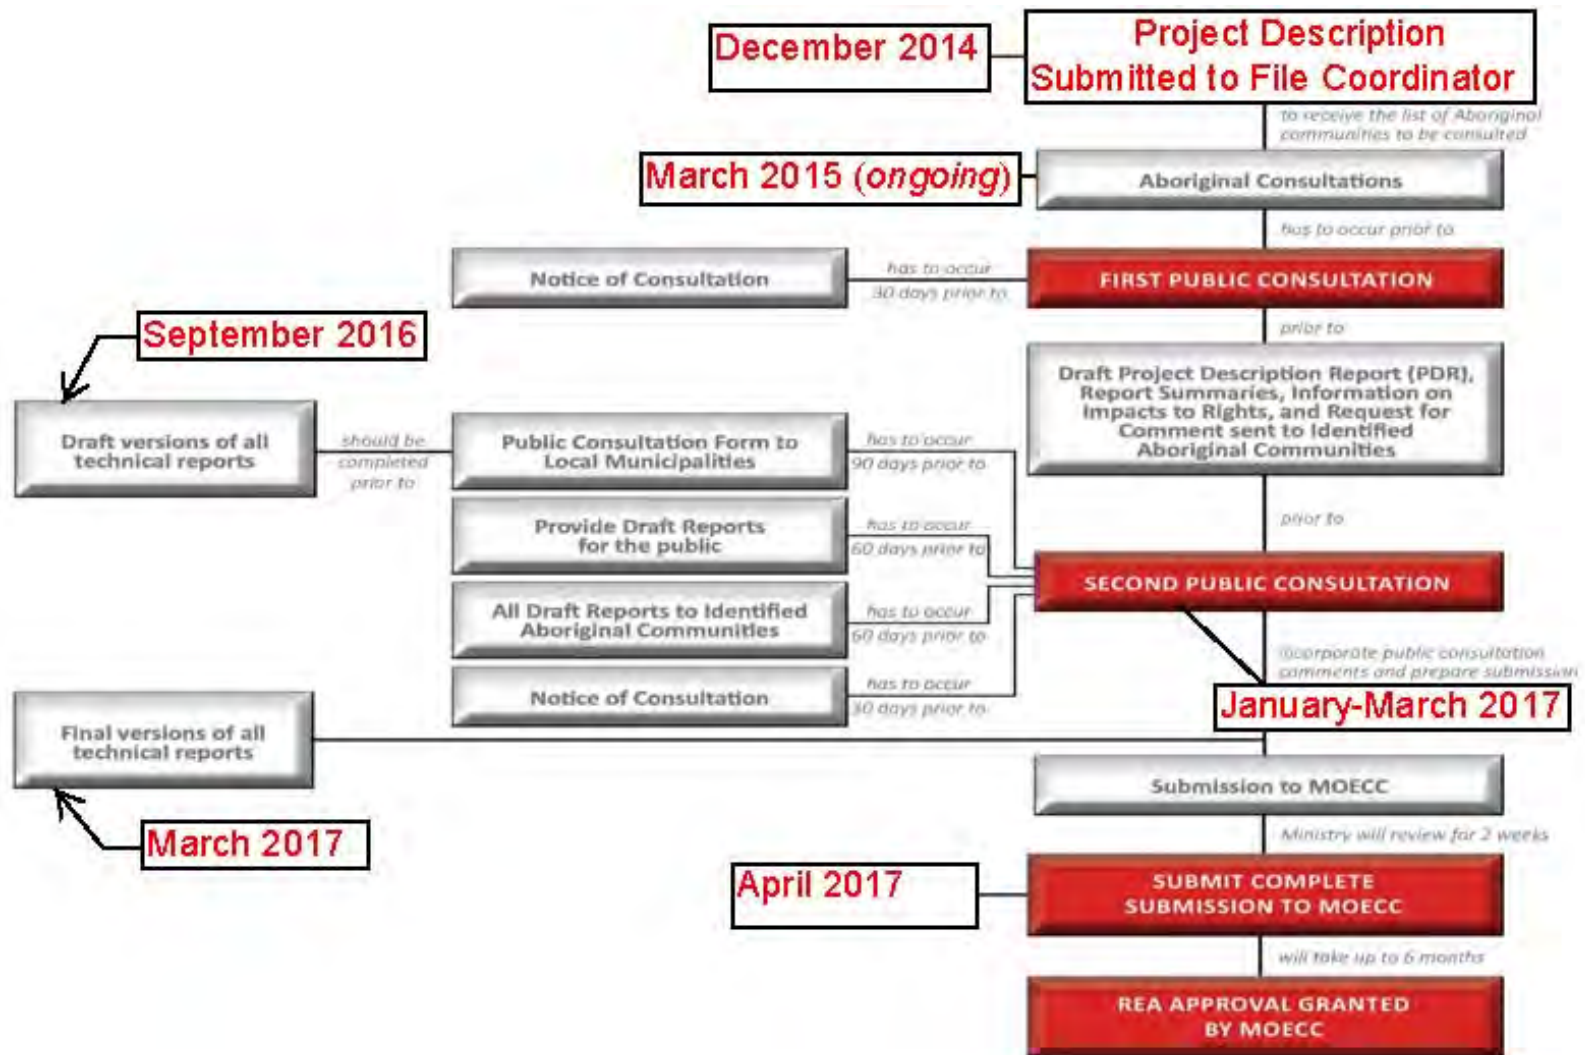 December 2014
Project Description
Submitted to File Coordinator
to receive the list of Aboriginal
communities to be consulted
March 2015 (ongoing)
Aboriginal Consultations
has to occur prior to
Notice of Consultation
has to occur
30 days prior to
FIRST PUBLIC CONSULTATION
prior to
September 2016
Draft Project Description Report (PDR),
Report Summaries, Information on
Impacts to Rights, and Request for
Comment sent to Identified
Aboriginal Communities
Draft versions of all
technical reports
should be
completed
prior to
Public Consultation Form to
Local Municipalities
has to occur
90 days prior to
prior to
Provide Draft Reports
for the public
has to occur
60 days prior to
SECOND PUBLIC CONSULTATION
All Draft Reports to Identified
Aboriginal Communities
has to occur
60 days prior to
incorporate public consultation
comments and prepare submission
Notice of Consultation
has to occur
30 days prior to
January-March 2017
Final versions of all
technical reports
Submission to MOECC
March 2017
Ministry will review for 2 weeks
April 2017
SUBMIT COMPLETE
SUBMISSION TO MOECC
will take up to 6 months
REA APPROVAL GRANTED
BY MOECC